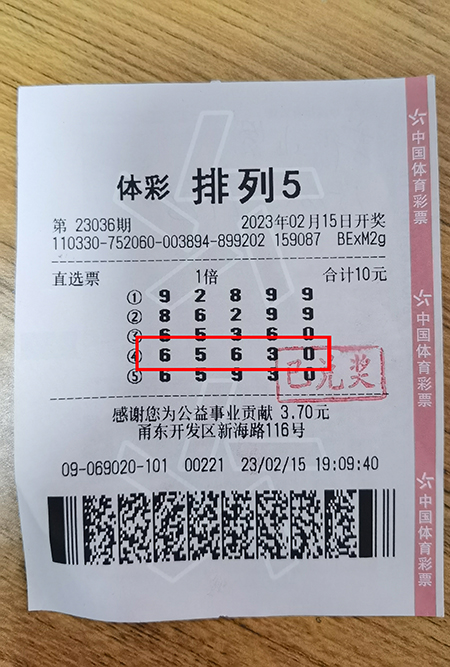 体彩 排列5
第 23036期 2023年02月15日开奖
110330-752060-003894-899202 159087 BExM2g
直选票 1倍 合计10元
① 9 2 8 9 9
② 8 6 2 9 9
③ 6 5 3 6 0
④ 6 5 6 3 0
⑤ 6 5 9 3 0
已兑奖
感谢您为公益事业贡献 3.70元
甬东开发区新海路116号
09-069020-101 00221 23/02/15 19:09:40
中国体育彩票
中国体育彩票
中国体育彩票